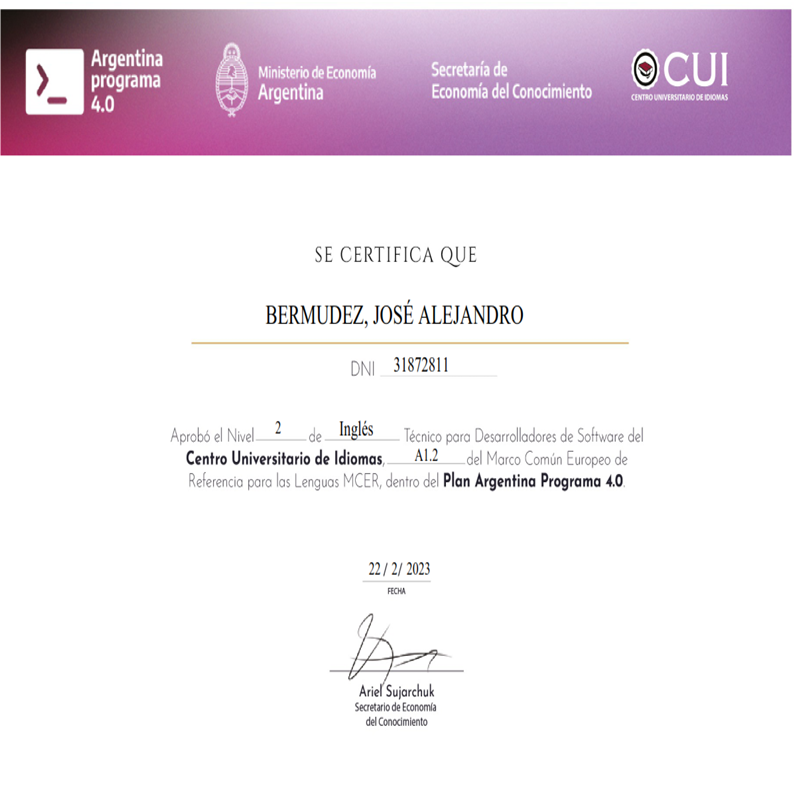 Argentina
programa
4.0
Ministerio de Economía
Argentina
Secretaría de
Economía del Conocimiento
CUI
CENTRO UNIVERSITARIO DE IDIOMAS
SE CERTIFICA QUE
BERMUDEZ, JOSÉ ALEJANDRO
DNI 31872811
Aprobó el Nivel 2 de Inglés Técnico para Desarrolladores de Software del
Centro Universitario de Idiomas, A1.2 del Marco Común Europeo de
Referencia para las Lenguas MCER, dentro del Plan Argentina Programa 4.0.
22 / 2/ 2023
FECHA
Ariel Sujarchuk
Secretario de Economía
del Conocimiento